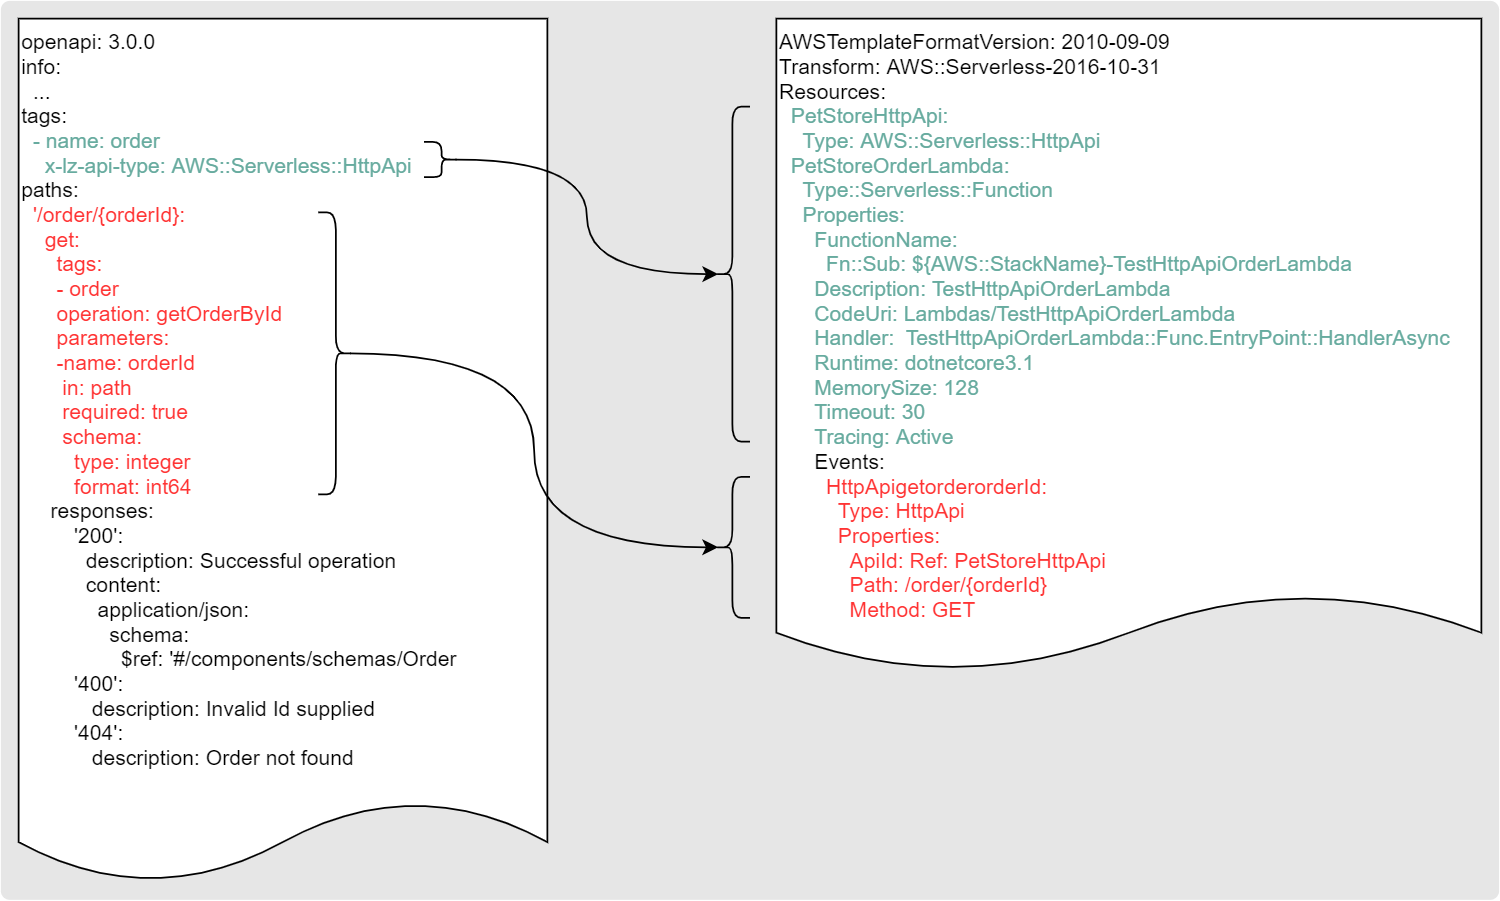 openapi: 3.0.0
info:
...
tags:
- name: order
x-lz-api-type: AWS::Serverless::HttpApi
paths:
'/order/{orderId}:
get:
tags:
- order
operation: getOrderById
parameters:
-name: orderId
in: path
required: true
schema:
type: integer
format: int64
responses:
'200':
description: Successful operation
content:
application/json:
schema:
$ref: '#/components/schemas/Order
'400':
description: Invalid Id supplied
'404':
description: Order not found
AWSTemplateFormatVersion: 2010-09-09
Transform: AWS::Serverless-2016-10-31
Resources:
PetStoreHttpApi:
Type: AWS::Serverless::HttpApi
PetStoreOrderLambda:
Type::Serverless::Function
Properties:
FunctionName:
Fn::Sub: ${AWS::StackName}-TestHttpApiOrderLambda
Description: TestHttpApiOrderLambda
CodeUri: Lambdas/TestHttpApiOrderLambda
Handler:  TestHttpApiOrderLambda::Func.EntryPoint::HandlerAsync
Runtime: dotnetcore3.1
MemorySize: 128
Timeout: 30
Tracing: Active
Events:
HttpApigetorderorderId:
Type: HttpApi
Properties:
ApiId: Ref: PetStoreHttpApi
Path: /order/{orderId}
Method: GET